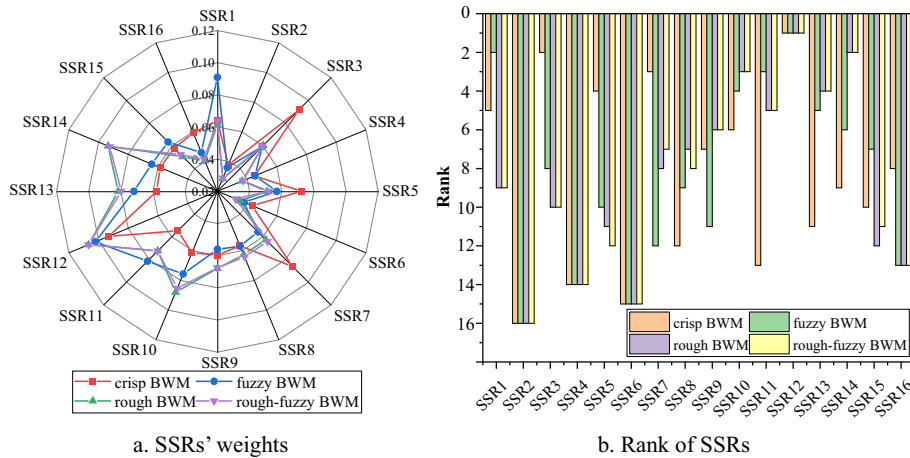 SSR1
SSR2
SSR3
SSR4
SSR5
SSR6
SSR7
SSR8
SSR9
SSR10
SSR11
SSR12
SSR13
SSR14
SSR15
SSR16
0.12
0.10
0.08
0.06
0.04
0.02
crisp BWM
fuzzy BWM
rough BWM
rough-fuzzy BWM
a. SSRs’ weights
Rank
0
2
4
6
8
10
12
14
16
crisp BWM
fuzzy BWM
rough BWM
rough-fuzzy BWM
SSR1
SSR2
SSR3
SSR4
SSR5
SSR6
SSR7
SSR8
SSR9
SSR10
SSR11
SSR12
SSR13
SSR14
SSR15
SSR16
b. Rank of SSRs